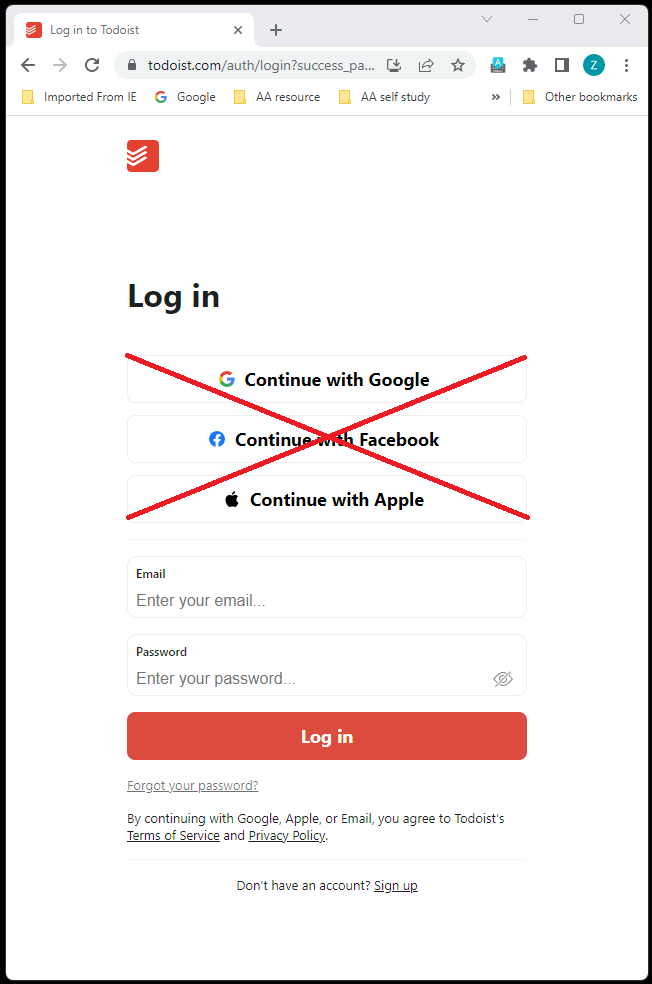 Log in to Todoist
todoist.com/auth/login?success_pa...
Z
Imported From IE Google AA resource AA self study » Other bookmarks
Log in
Continue with Google
Continue with Facebook
Continue with Apple
Email
Enter your email...
Password
Enter your password...
Log in
Forgot your password?
By continuing with Google, Apple, or Email, you agree to Todoist's
Terms of Service and Privacy Policy.
Don't have an account? Sign up